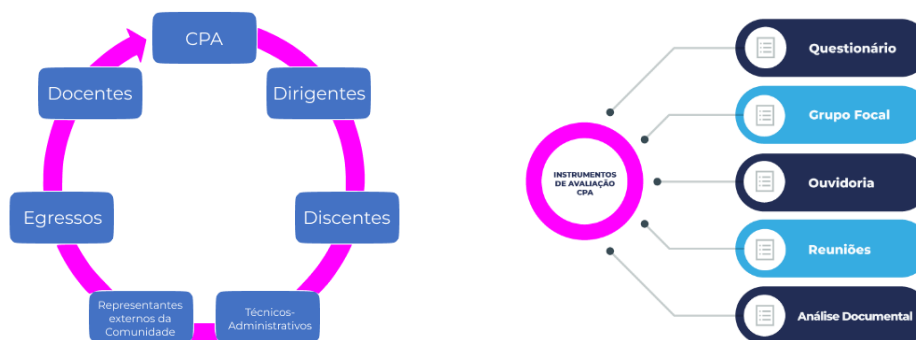 CPA
Dirigentes
Discentes
Técnicos-
Administrativos
Representantes
externos da
Comunidade
Egressos
Docentes
INSTRUMENTOS
DE AVALIAÇÃO
CPA
Questionário
Grupo Focal
Ouvidoria
Reuniões
Análise Documental